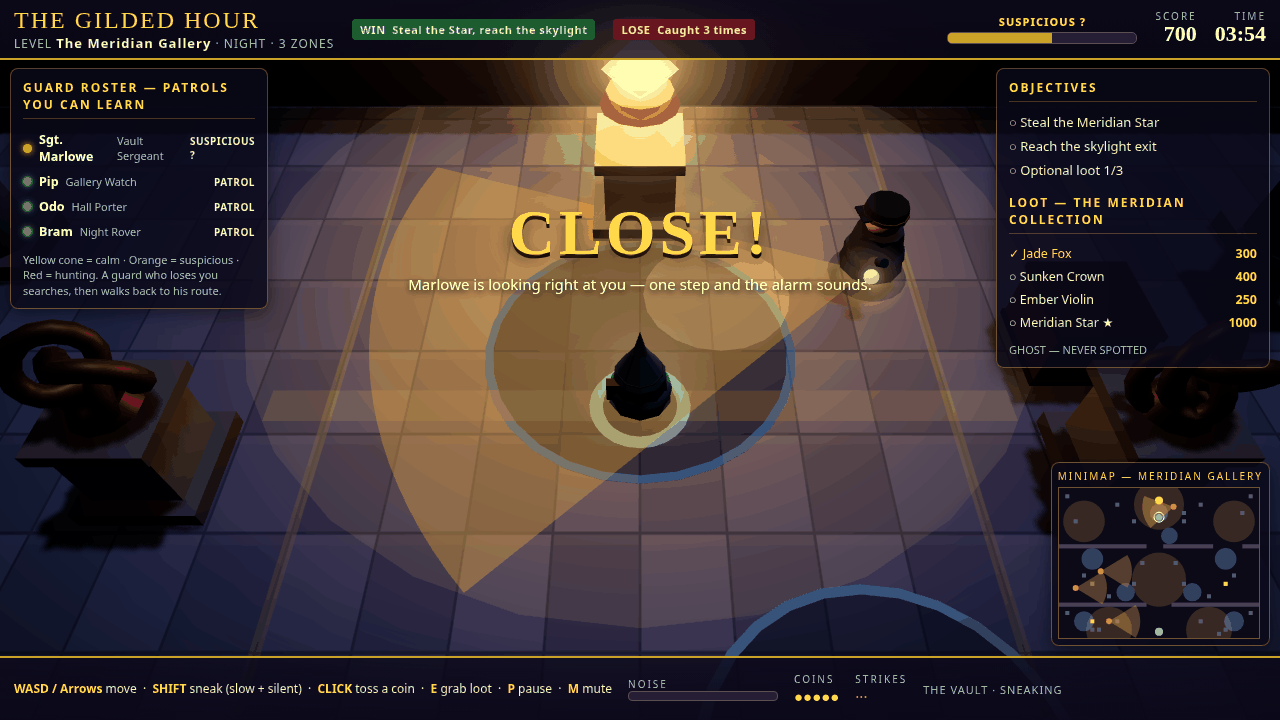 THE GILDED HOUR
LEVEL The Meridian Gallery · NIGHT · 3 ZONES
WIN Steal the Star, reach the skylight
LOSE Caught 3 times
SUSPICIOUS ?
SCORE
700
TIME
03:54
GUARD ROSTER — PATROLS
YOU CAN LEARN
Sgt. Marlowe Vault Sergeant SUSPICIOUS ?
Pip Gallery Watch PATROL
Odo Hall Porter PATROL
Bram Night Rover PATROL
Yellow cone = calm · Orange = suspicious ·
Red = hunting. A guard who loses you
searches, then walks back to his route.
CLOSE!
Marlowe is looking right at you — one step and the alarm sounds.
OBJECTIVES
○ Steal the Meridian Star
○ Reach the skylight exit
○ Optional loot 1/3
LOOT — THE MERIDIAN
COLLECTION
✓ Jade Fox 300
○ Sunken Crown 400
○ Ember Violin 250
○ Meridian Star ★ 1000
GHOST — NEVER SPOTTED
MINIMAP — MERIDIAN GALLERY
WASD / Arrows move · SHIFT sneak (slow + silent) · CLICK toss a coin · E grab loot · P pause · M mute
NOISE
COINS
●●●●●
STRIKES
···
THE VAULT · SNEAKING